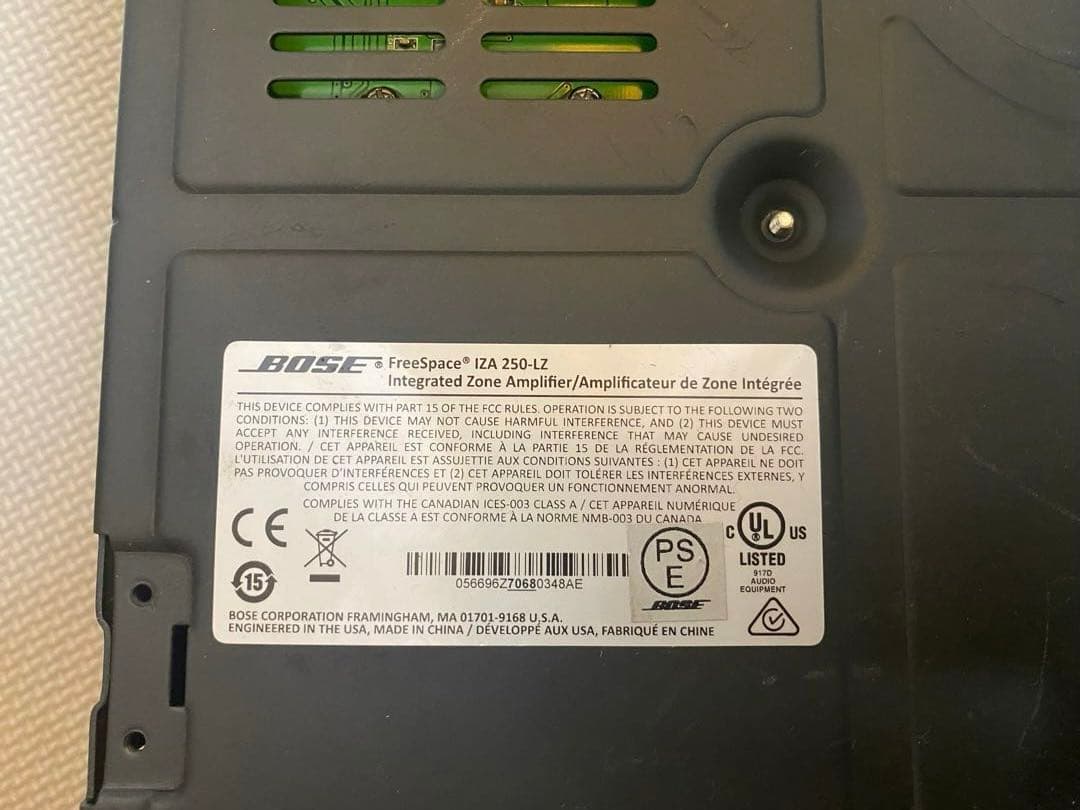 BOSE ® FreeSpace® IZA 250-LZ
Integrated Zone Amplifier/Amplificateur de Zone Intégrée
THIS DEVICE COMPLIES WITH PART 15 OF THE FCC RULES. OPERATION IS SUBJECT TO THE FOLLOWING TWO
CONDITIONS: (1) THIS DEVICE MAY NOT CAUSE HARMFUL INTERFERENCE, AND (2) THIS DEVICE MUST
ACCEPT ANY INTERFERENCE RECEIVED, INCLUDING INTERFERENCE THAT MAY CAUSE UNDESIRED
OPERATION. / CET APPAREIL EST CONFORME À LA PARTIE 15 DE LA RÉGLEMENTATION DE LA FCC.
L'UTILISATION DE CET APPAREIL EST ASSUJETTIE AUX CONDITIONS SUIVANTES : (1) CET APPAREIL NE DOIT
PAS PROVOQUER D'INTERFÉRENCES ET (2) CET APPAREIL DOIT TOLÉRER LES INTERFÉRENCES EXTERNES, Y
COMPRIS CELLES QUI PEUVENT PROVOQUER UN FONCTIONNEMENT ANORMAL.
COMPLIES WITH THE CANADIAN ICES-003 CLASS A / CET APPAREIL NUMÉRIQUE
DE LA CLASSE A EST CONFORME À LA NORME NMB-003 DU CANADA
CE
15
056696Z70680348AE
PS
E
BOSE
C UL ® US
LISTED
917D
AUDIO
EQUIPMENT
BOSE CORPORATION FRAMINGHAM, MA 01701-9168 U.S.A.
ENGINEERED IN THE USA, MADE IN CHINA / DÉVELOPPÉ AUX USA, FABRIQUÉ EN CHINE